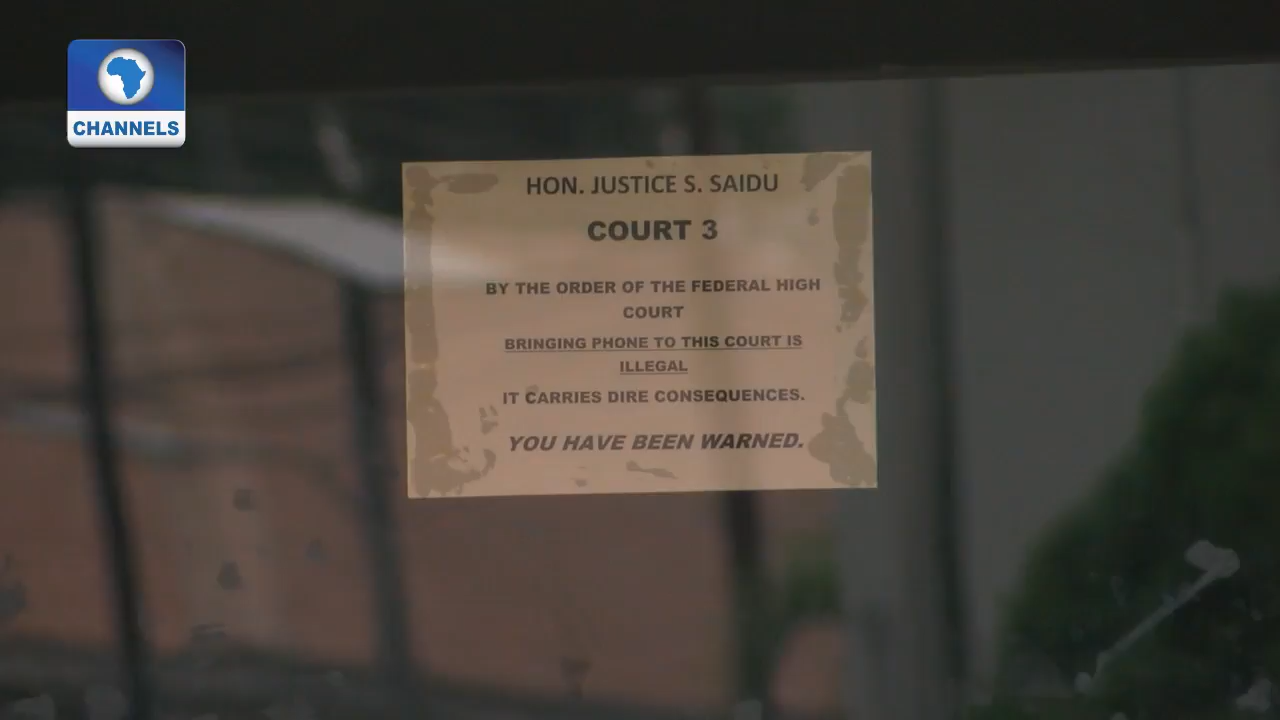 CHANNELS
HON. JUSTICE S. SAIDU
COURT 3
BY THE ORDER OF THE FEDERAL HIGH
COURT
BRINGING PHONE TO THIS COURT IS
ILLEGAL
IT CARRIES DIRE CONSEQUENCES.
YOU HAVE BEEN WARNED.